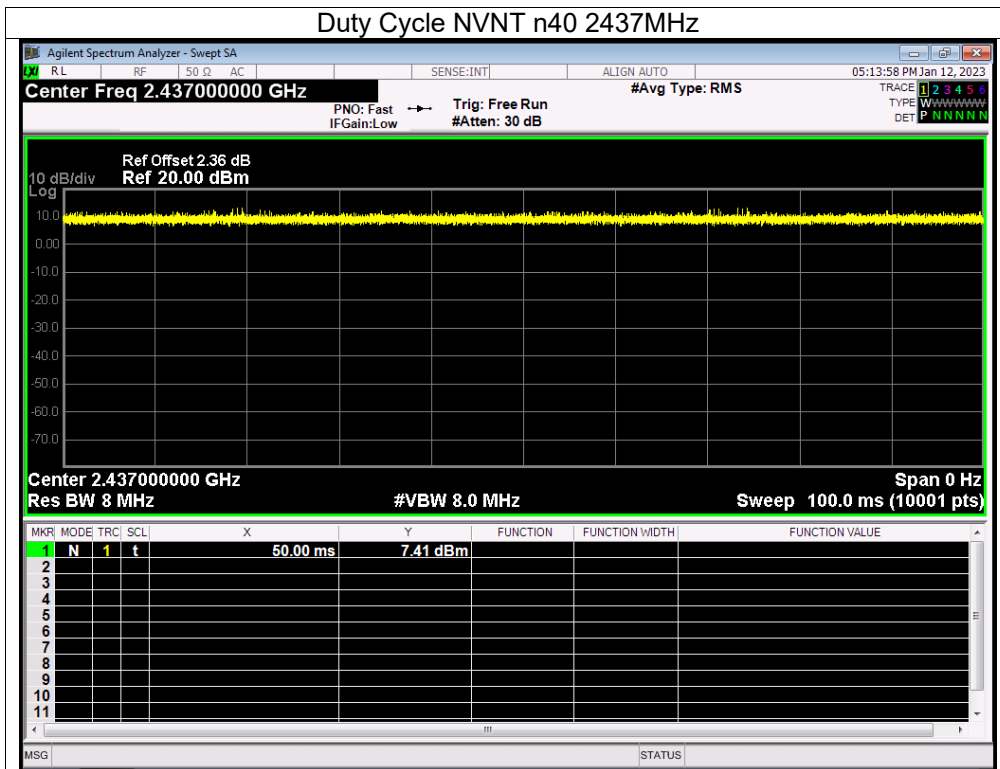 Duty Cycle NVNT n40 2437MHz
Agilent Spectrum Analyzer - Swept SA
LXI RL RF 50 Ω AC SENSE:INT ALIGN AUTO 05:13:58 PM Jan 12, 2023
Center Freq 2.437000000 GHz #Avg Type: RMS TRACE 1 2 3 4 5 6
PNO: Fast Trig: Free Run TYPE WWWWWWW
IFGain:Low #Atten: 30 dB DET P N N N N N
Ref Offset 2.36 dB
10 dB/div Ref 20.00 dBm
Log
10.0
0.00
-10.0
-20.0
-30.0
-40.0
-50.0
-60.0
-70.0
Center 2.437000000 GHz Span 0 Hz
Res BW 8 MHz #VBW 8.0 MHz Sweep 100.0 ms (10001 pts)
MKR MODE TRC SCL X Y FUNCTION FUNCTION WIDTH FUNCTION VALUE
1 N 1 t 50.00 ms 7.41 dBm
2
3
4
5
6
7
8
9
10
11
MSG STATUS